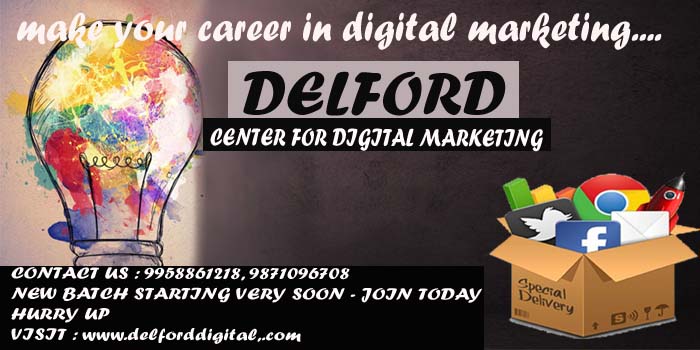 make your career in digital marketing....
DELFORD
CENTER FOR DIGITAL MARKETING
Special
Delivery
CONTACT US : 9958861218, 9871096708
NEW BATCH STARTING VERY SOON - JOIN TODAY
HURRY UP
VISIT : www.delforddigital,.com